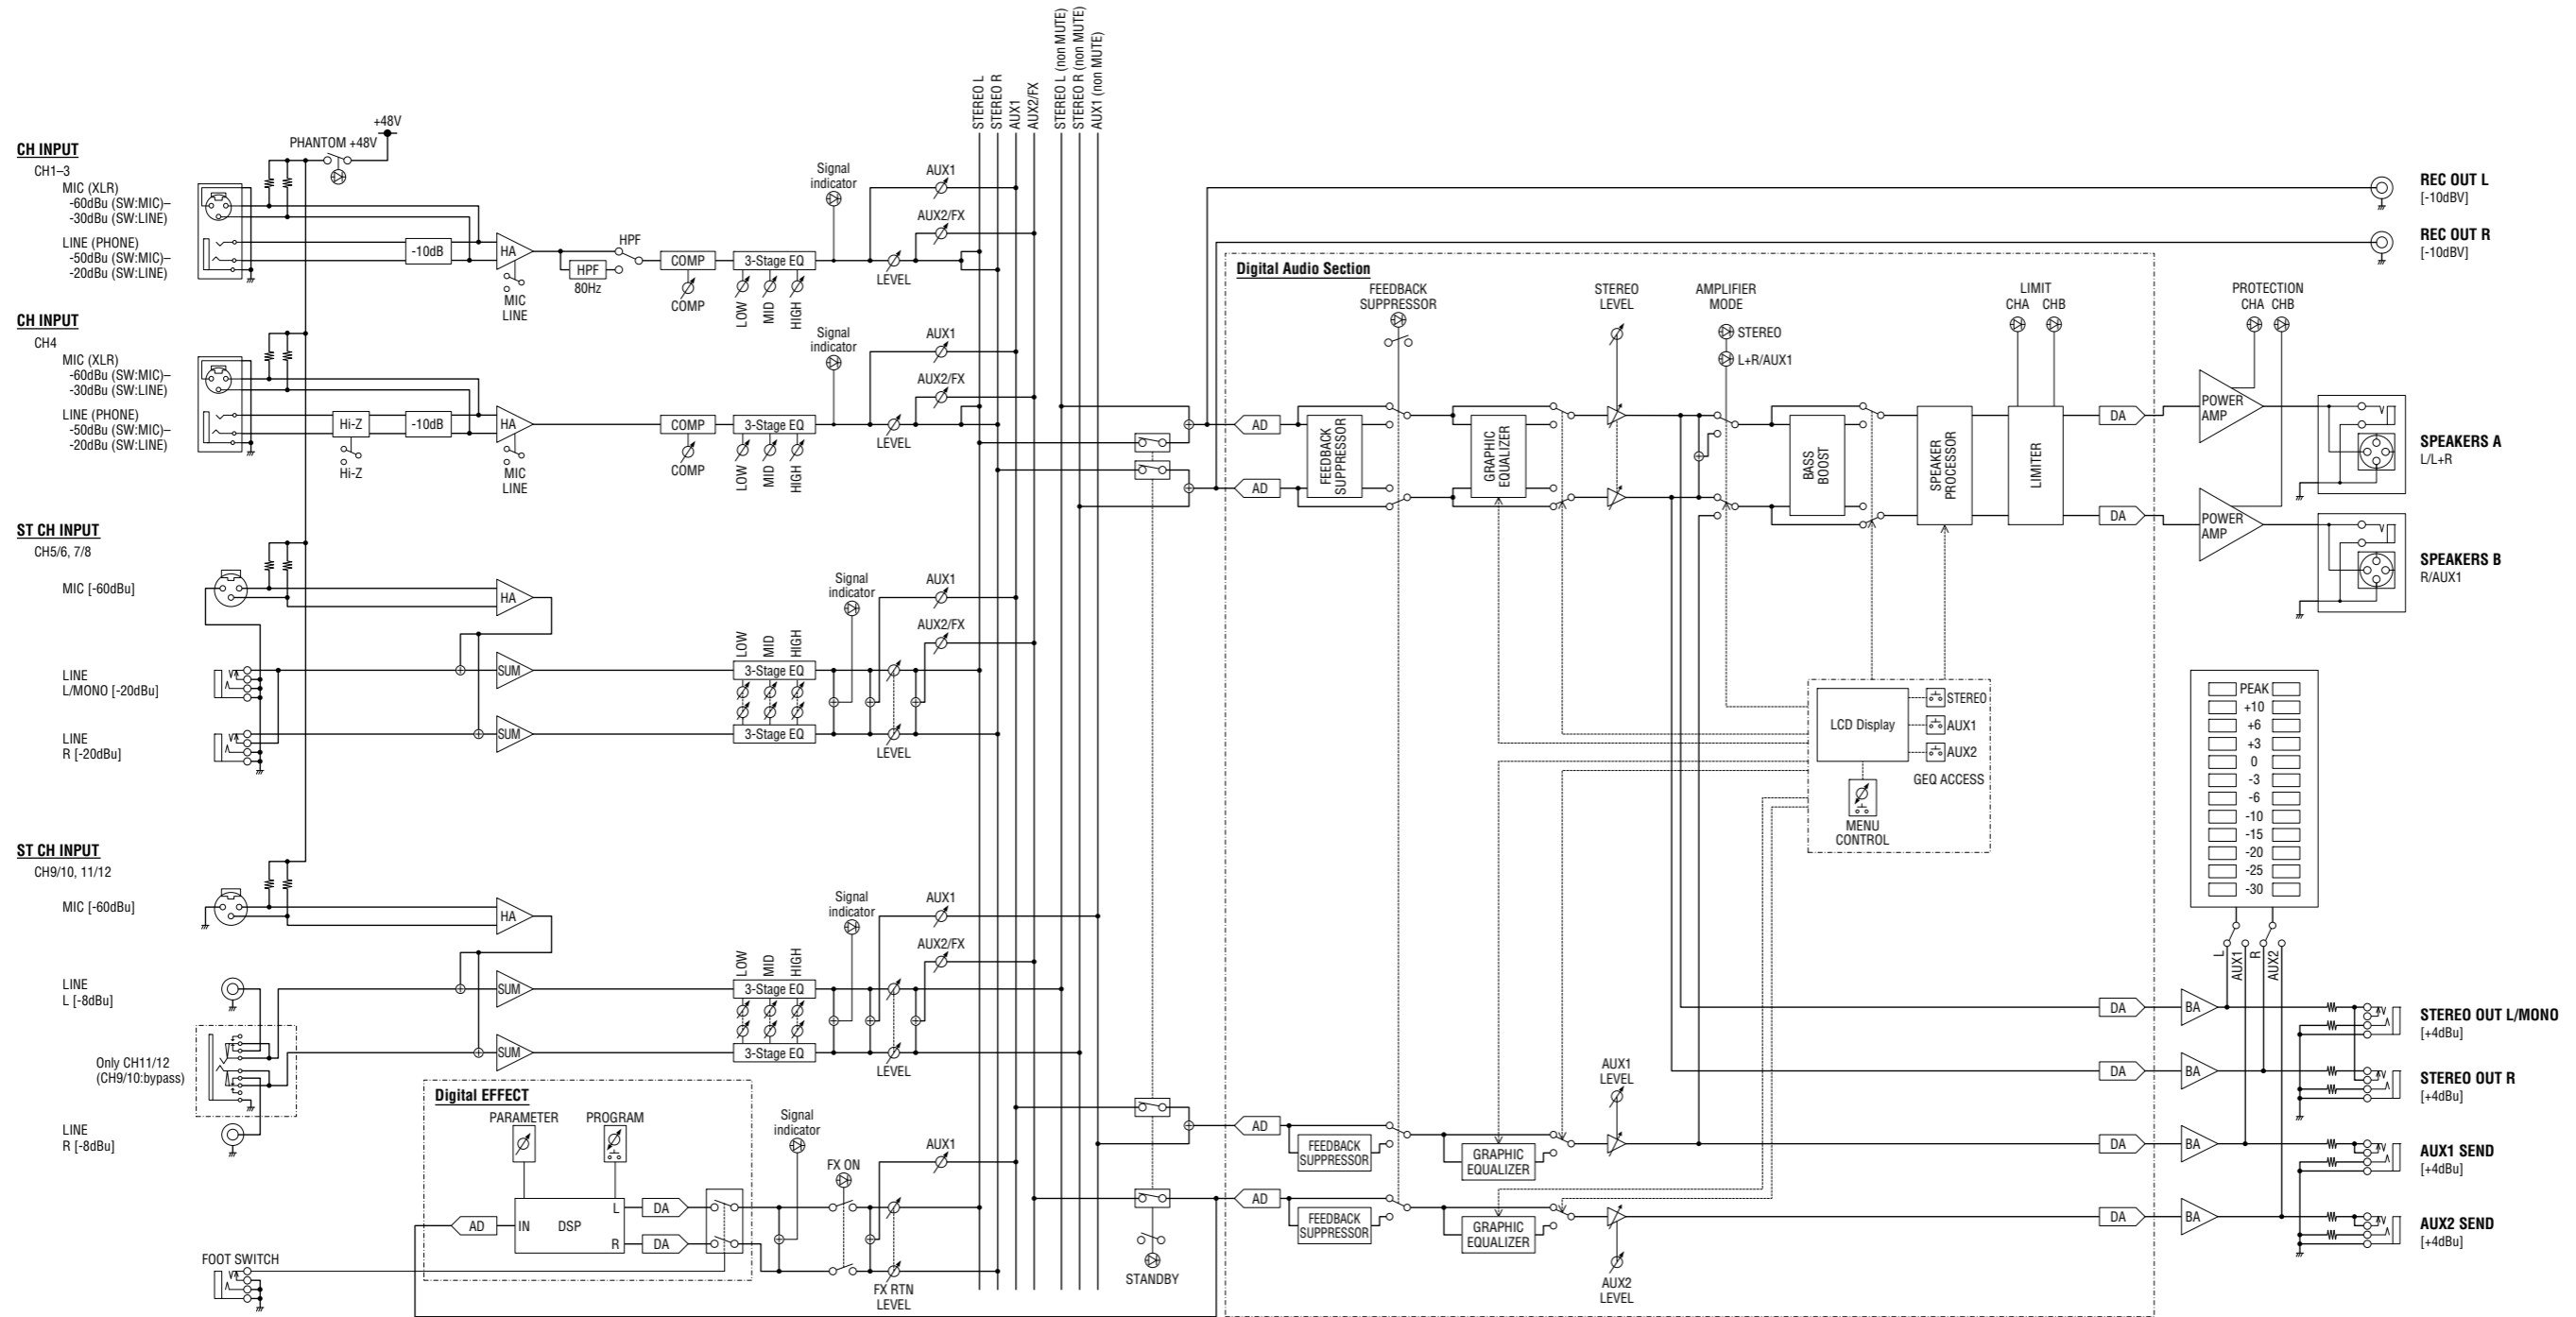 STEREO L
STEREO R
AUX1
AUX2/FX
STEREO L (non MUTE)
STEREO R (non MUTE)
AUX1 (non MUTE)
CH INPUT
CH1–3
MIC (XLR)
-60dBu (SW:MIC)–
-30dBu (SW:LINE)
LINE (PHONE)
-50dBu (SW:MIC)–
-20dBu (SW:LINE)
PHANTOM +48V
+48V
-10dB
HA
MIC
LINE
HPF
HPF
80Hz
COMP
COMP
3-Stage EQ
LOW
MID
HIGH
Signal
indicator
AUX1
AUX2/FX
LEVEL
CH INPUT
CH4
MIC (XLR)
-60dBu (SW:MIC)–
-30dBu (SW:LINE)
LINE (PHONE)
-50dBu (SW:MIC)–
-20dBu (SW:LINE)
Hi-Z
Hi-Z
-10dB
HA
MIC
LINE
COMP
COMP
3-Stage EQ
LOW
MID
HIGH
Signal
indicator
AUX1
AUX2/FX
LEVEL
ST CH INPUT
CH5/6, 7/8
MIC [-60dBu]
LINE
L/MONO [-20dBu]
LINE
R [-20dBu]
HA
SUM
SUM
LOW
MID
HIGH
3-Stage EQ
3-Stage EQ
Signal
indicator
AUX1
AUX2/FX
LEVEL
ST CH INPUT
CH9/10, 11/12
MIC [-60dBu]
LINE
L [-8dBu]
Only CH11/12
(CH9/10:bypass)
LINE
R [-8dBu]
HA
SUM
SUM
LOW
MID
HIGH
3-Stage EQ
3-Stage EQ
Signal
indicator
AUX1
AUX2/FX
LEVEL
Digital EFFECT
PARAMETER
PROGRAM
AD
IN
DSP
L
R
DA
DA
Signal
indicator
FX ON
AUX1
FX RTN
LEVEL
FOOT SWITCH
STANDBY
Digital Audio Section
FEEDBACK
SUPPRESSOR
STEREO
LEVEL
AMPLIFIER
MODE
STEREO
L+R/AUX1
LIMIT
CHA CHB
PROTECTION
CHA CHB
AD
AD
FEEDBACK
SUPPRESSOR
GRAPHIC
EQUALIZER
BASS
BOOST
SPEAKER
PROCESSOR
LIMITER
DA
DA
POWER
AMP
POWER
AMP
LCD Display
STEREO
AUX1
AUX2
GEQ ACCESS
MENU
CONTROL
AD
FEEDBACK
SUPPRESSOR
GRAPHIC
EQUALIZER
AUX1
LEVEL
AD
FEEDBACK
SUPPRESSOR
GRAPHIC
EQUALIZER
AUX2
LEVEL
DA
BA
DA
BA
DA
BA
DA
BA
PEAK
+10
+6
+3
0
-3
-6
-10
-15
-20
-25
-30
L
AUX1
R
AUX2
REC OUT L
[-10dBV]
REC OUT R
[-10dBV]
SPEAKERS A
L/L+R
SPEAKERS B
R/AUX1
STEREO OUT L/MONO
[+4dBu]
STEREO OUT R
[+4dBu]
AUX1 SEND
[+4dBu]
AUX2 SEND
[+4dBu]